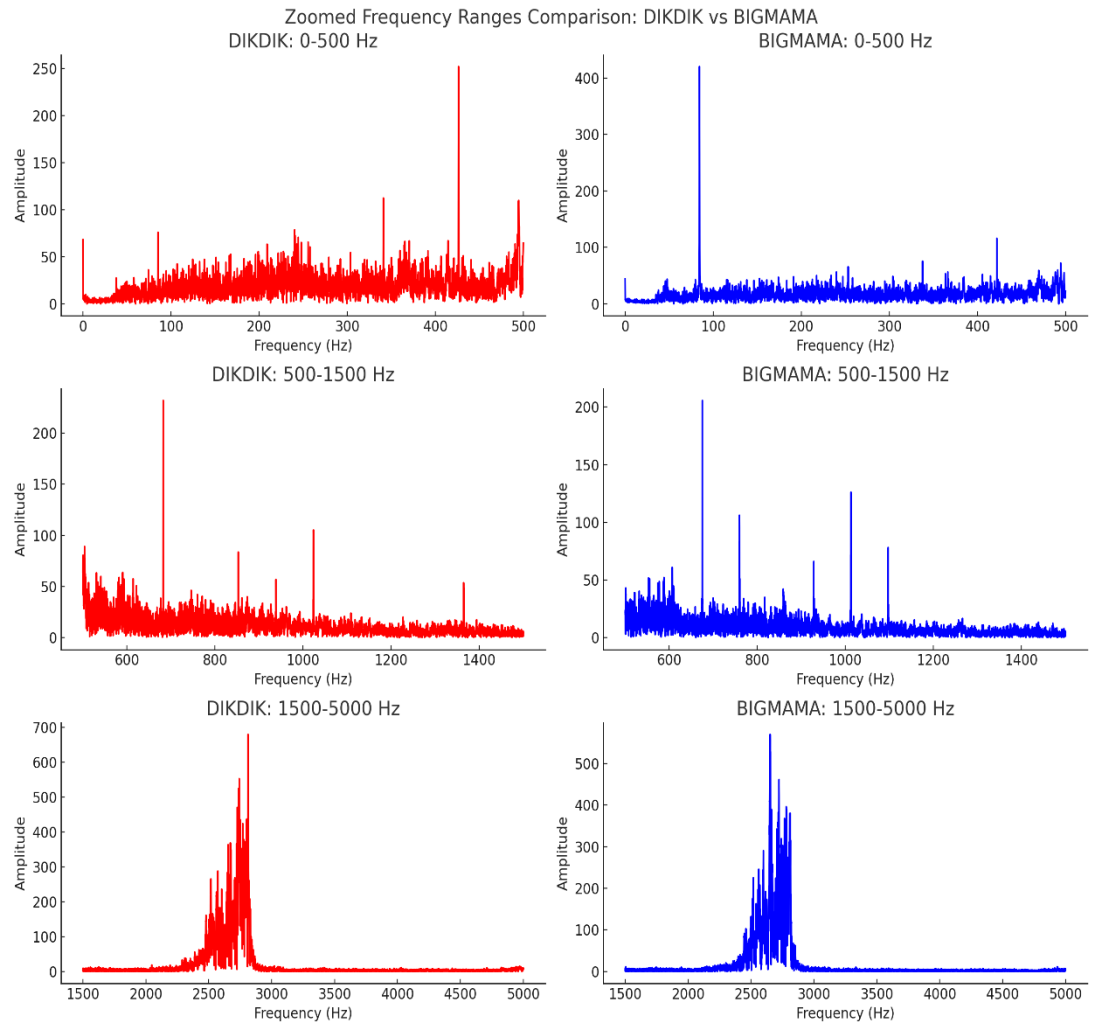 Zoomed Frequency Ranges Comparison: DIKDIK vs BIGMAMA
DIKDIK: 0-500 Hz
250
200
150
100
50
0
Amplitude
0 100 200 300 400 500
Frequency (Hz)
BIGMAMA: 0-500 Hz
400
300
200
100
0
Amplitude
0 100 200 300 400 500
Frequency (Hz)
DIKDIK: 500-1500 Hz
200
150
100
50
0
Amplitude
600 800 1000 1200 1400
Frequency (Hz)
BIGMAMA: 500-1500 Hz
200
150
100
50
0
Amplitude
600 800 1000 1200 1400
Frequency (Hz)
DIKDIK: 1500-5000 Hz
700
600
500
400
300
200
100
0
Amplitude
1500 2000 2500 3000 3500 4000 4500 5000
Frequency (Hz)
BIGMAMA: 1500-5000 Hz
500
400
300
200
100
0
Amplitude
1500 2000 2500 3000 3500 4000 4500 5000
Frequency (Hz)